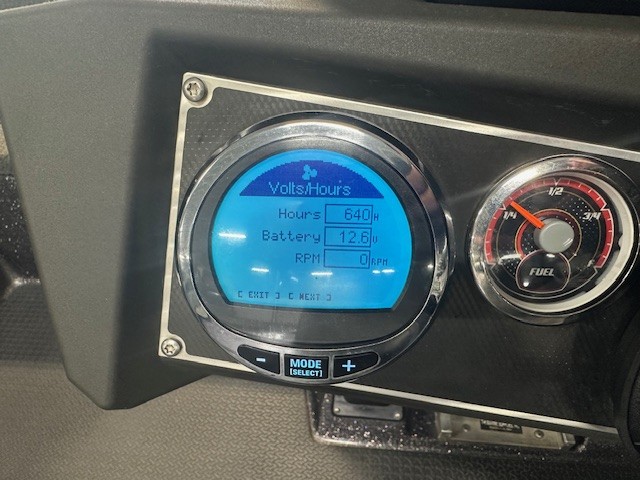 Volts/Hours
Hours 640 H
Battery 12.6 V
RPM 0 RPM
[ EXIT ] [ NEXT ]
- MODE +
[SELECT]
1/4 1/2 3/4
FUEL